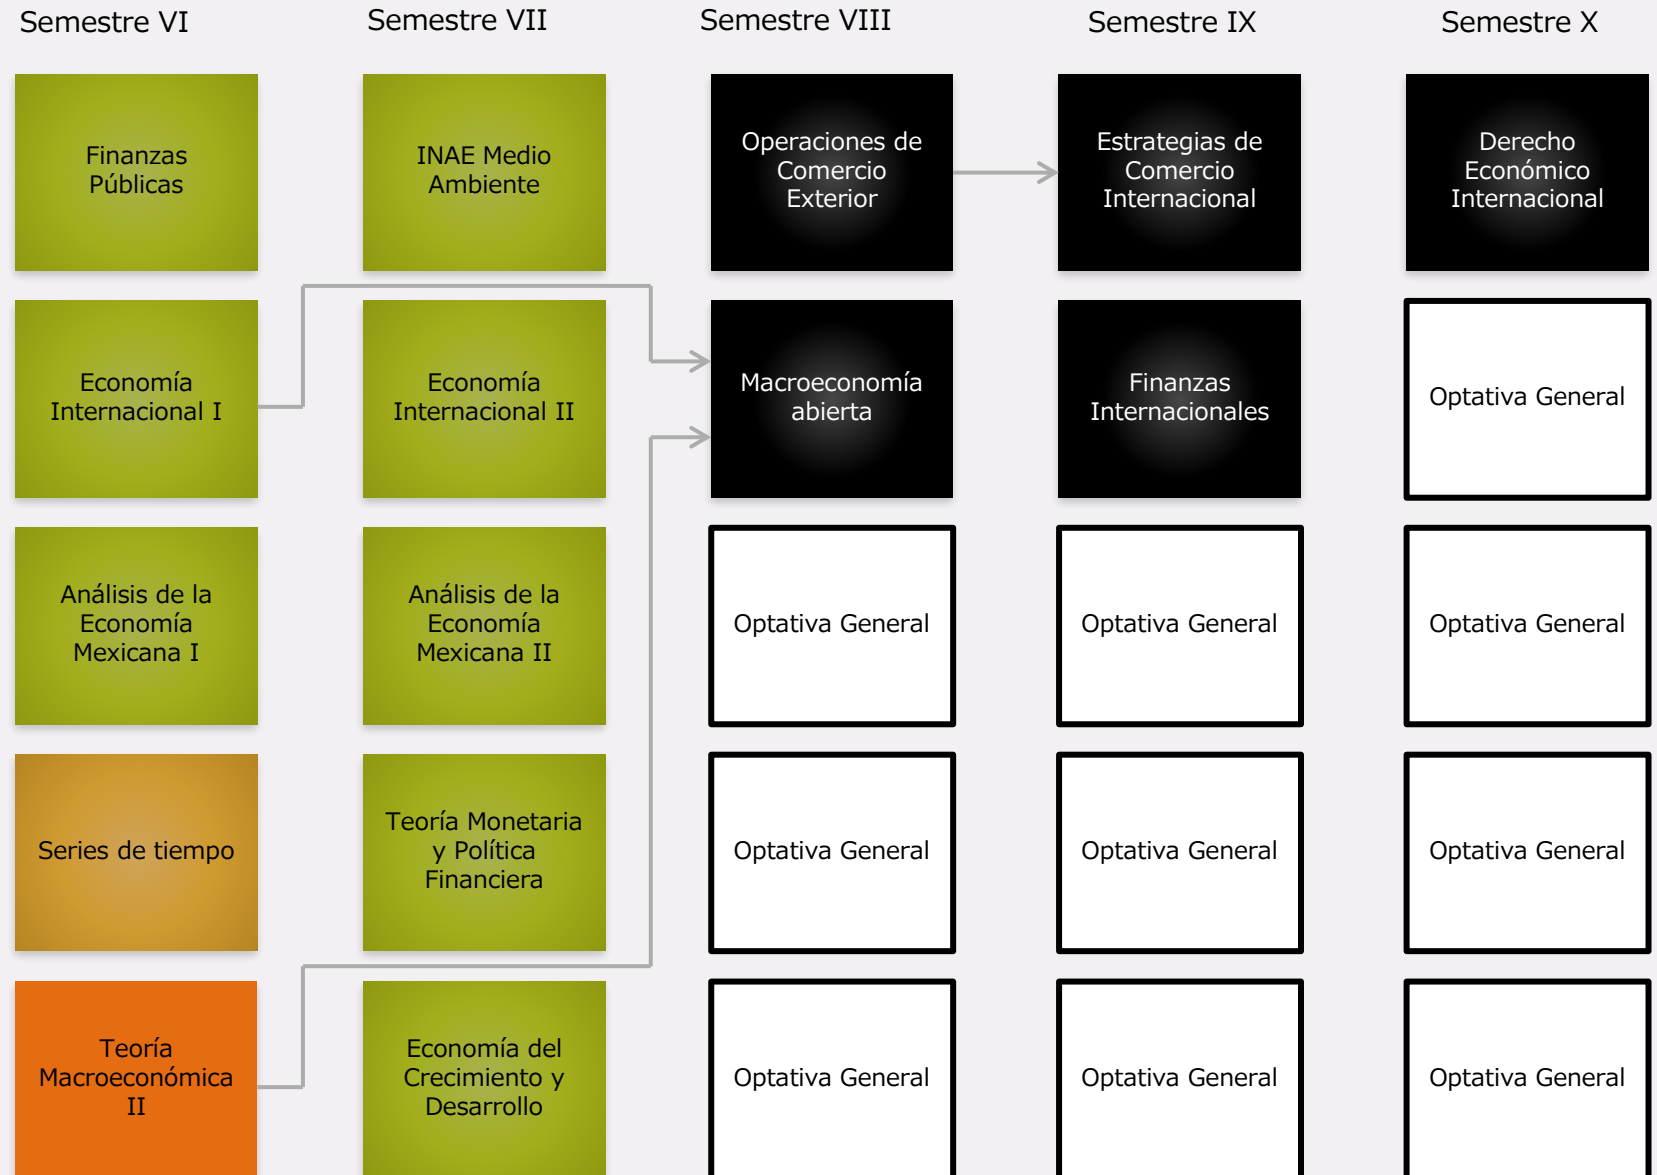 Semestre VI
Semestre VII
Semestre VIII
Semestre IX
Semestre X
Finanzas
Públicas
INAE Medio
Ambiente
Operaciones de
Comercio
Exterior
Estrategias de
Comercio
Internacional
Derecho
Económico
Internacional
Economía
Internacional I
Economía
Internacional II
Macroeconomía
abierta
Finanzas
Internacionales
Optativa General
Análisis de la
Economía
Mexicana I
Análisis de la
Economía
Mexicana II
Optativa General
Optativa General
Optativa General
Series de tiempo
Teoría Monetaria
y Política
Financiera
Optativa General
Optativa General
Optativa General
Teoría
Macroeconómica
II
Economía del
Crecimiento y
Desarrollo
Optativa General
Optativa General
Optativa General